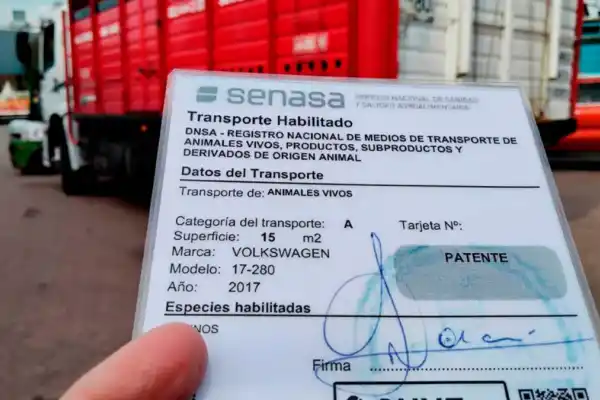 senasa SERVICIO NACIONAL DE SANIDAD
Y CALIDAD AGROALIMENTARIA
Transporte Habilitado
DNSA - REGISTRO NACIONAL DE MEDIOS DE TRANSPORTE DE
ANIMALES VIVOS, PRODUCTOS, SUBPRODUCTOS Y
DERIVADOS DE ORIGEN ANIMAL
Datos del Transporte
Transporte de: ANIMALES VIVOS
Categoría del transporte: A Tarjeta Nº:
Superficie: 15 m2
Marca: VOLKSWAGEN PATENTE
Modelo: 17-280
Año: 2017
Especies habilitadas
NOS
Firma